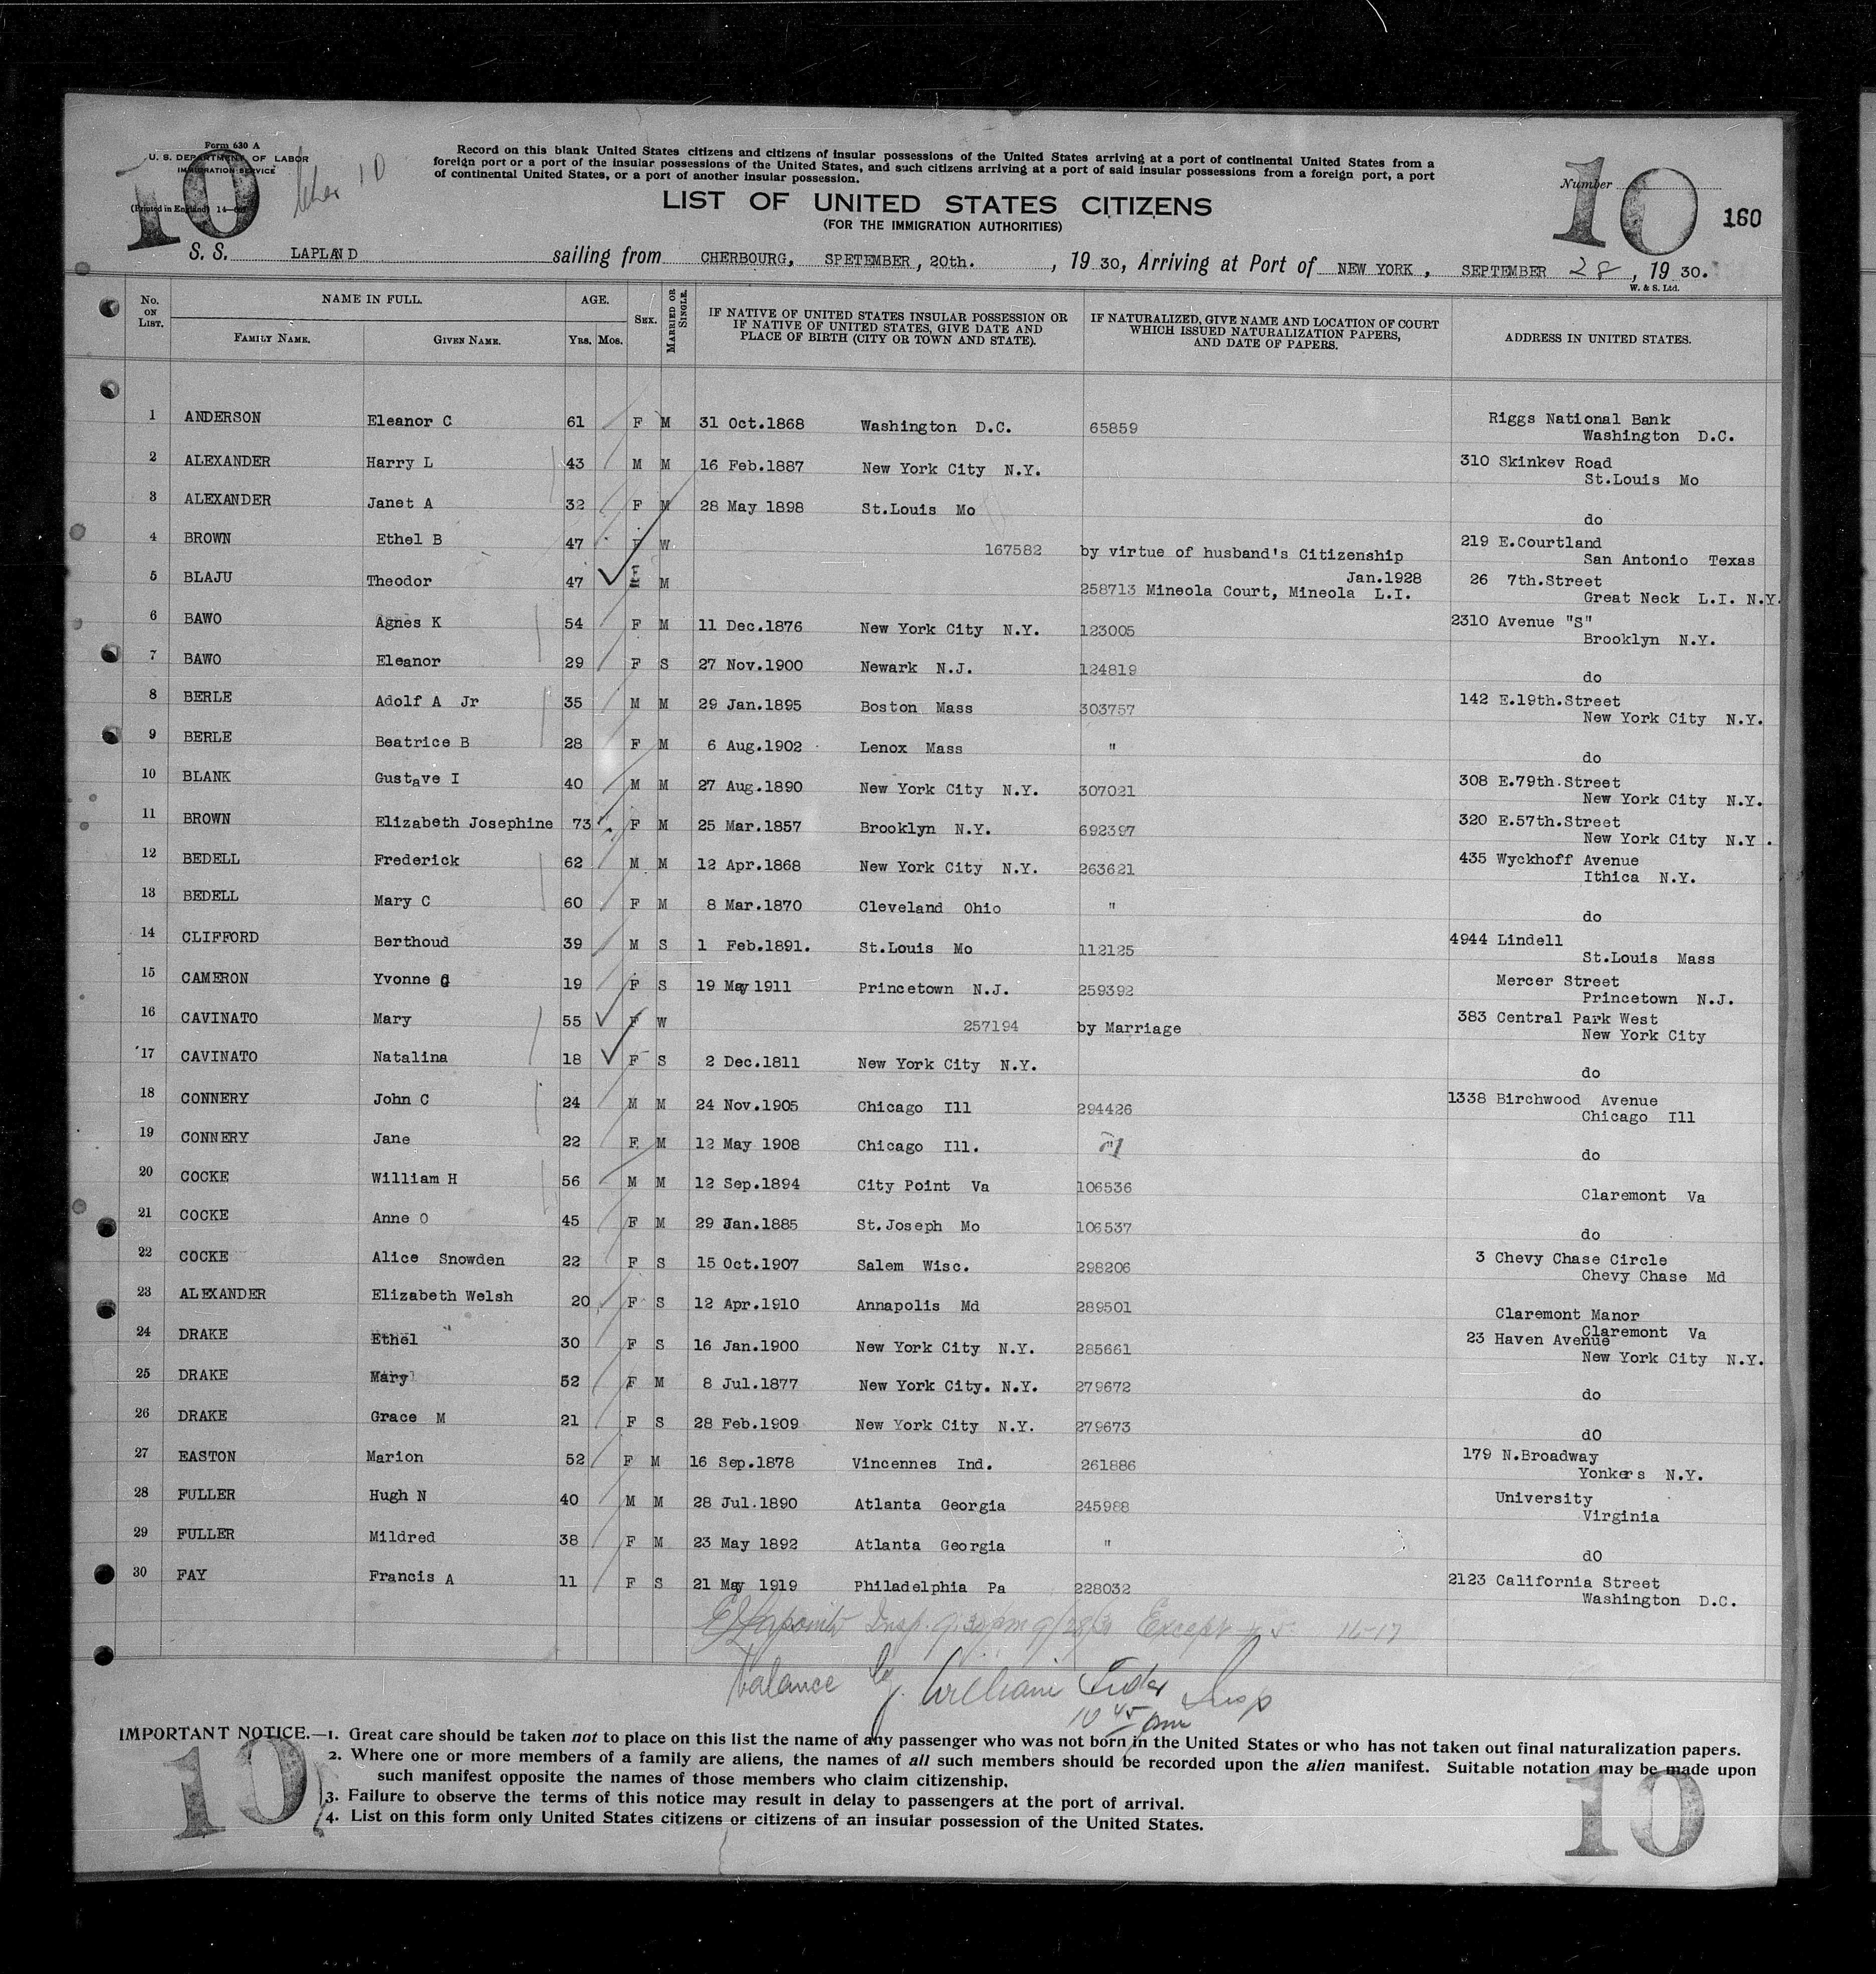 Form 630 A
U. S. DEPARTMENT OF LABOR
IMMIGRATION SERVICE
(Printed in England) 14—
10
10
Number
160
Record on this blank United States citizens and citizens of insular possessions of the United States arriving at a port of continental United States from a
foreign port or a port of the insular possessions of the United States, and such citizens arriving at a port of said insular possessions from a foreign port, a port
of continental United States, or a port of another insular possession.
LIST OF UNITED STATES CITIZENS
(FOR THE IMMIGRATION AUTHORITIES)
S. S. LAPLAND sailing from CHERBOURG, SPETEMBER, 20th. , 19 30, Arriving at Port of NEW YORK, SEPTEMBER 28, 19 30.
W. & S. Ltd.
No. ON LIST. NAME IN FULL. FAMILY NAME. GIVEN NAME. AGE. YRS. MOS. SEX. MARRIED OR SINGLE. IF NATIVE OF UNITED STATES INSULAR POSSESSION OR IF NATIVE OF UNITED STATES, GIVE DATE AND PLACE OF BIRTH (CITY OR TOWN AND STATE). IF NATURALIZED, GIVE NAME AND LOCATION OF COURT WHICH ISSUED NATURALIZATION PAPERS, AND DATE OF PAPERS. ADDRESS IN UNITED STATES.
1 ANDERSON Eleanor C 61 F M 31 Oct.1868 Washington D.C. 65859 Riggs National Bank
Washington D.C.
2 ALEXANDER Harry L 43 M M 16 Feb.1887 New York City N.Y. 310 Skinkev Road
St.Louis Mo
3 ALEXANDER Janet A 32 F M 28 May 1898 St.Louis Mo do
4 BROWN Ethel B 47 F W 167582 by virtue of husband's Citizenship 219 E.Courtland
San Antonio Texas
5 BLAJU Theodor 47 M Jan.1928
258713 Mineola Court, Mineola L.I. 26 7th.Street
Great Neck L.I. N.Y.
6 BAWO Agnes K 54 F M 11 Dec.1876 New York City N.Y. 123005 2310 Avenue "S"
Brooklyn N.Y.
7 BAWO Eleanor 29 F S 27 Nov.1900 Newark N.J. 124819 do
8 BERLE Adolf A Jr 35 M M 29 Jan.1895 Boston Mass 303757 142 E.19th.Street
New York City N.Y.
9 BERLE Beatrice B 28 F M 6 Aug.1902 Lenox Mass " do
10 BLANK Gustave I 40 M M 27 Aug.1890 New York City N.Y. 307021 308 E.79th.Street
New York City N.Y.
11 BROWN Elizabeth Josephine 73 F M 25 Mar.1857 Brooklyn N.Y. 692397 320 E.57th.Street
New York City N.Y.
12 BEDELL Frederick 62 M M 12 Apr.1868 New York City N.Y. 263621 435 Wyckhoff Avenue
Ithica N.Y.
13 BEDELL Mary C 60 F M 8 Mar.1870 Cleveland Ohio " do
14 CLIFFORD Berthoud 39 M S 1 Feb.1891. St.Louis Mo 112125 4944 Lindell
St.Louis Mass
15 CAMERON Yvonne G 19 F S 19 May 1911 Princetown N.J. 259392 Mercer Street
Princetown N.J.
16 CAVINATO Mary 55 F W 257194 by Marriage 383 Central Park West
New York City
17 CAVINATO Natalina 18 F S 2 Dec.1811 New York City N.Y. do
18 CONNERY John C 24 M M 24 Nov.1905 Chicago Ill 294426 1338 Birchwood Avenue
Chicago Ill
19 CONNERY Jane 22 F M 12 May 1908 Chicago Ill. " do
20 COCKE William H 56 M M 12 Sep.1894 City Point Va 106536 Claremont Va
21 COCKE Anne O 45 F M 29 Jan.1885 St.Joseph Mo 106537 do
22 COCKE Alice Snowden 22 F S 15 Oct.1907 Salem Wisc. 298206 3 Chevy Chase Circle
Chevy Chase Md
23 ALEXANDER Elizabeth Welsh 20 F S 12 Apr.1910 Annapolis Md 289501 Claremont Manor
Claremont Va
24 DRAKE Ethel 30 F S 16 Jan.1900 New York City N.Y. 285661 23 Haven Avenue
New York City N.Y.
25 DRAKE Mary 52 F M 8 Jul.1877 New York City. N.Y. 279672 do
26 DRAKE Grace M 21 F S 28 Feb.1909 New York City N.Y. 279673 dO
27 EASTON Marion 52 F M 16 Sep.1878 Vincennes Ind. 261886 179 N.Broadway
Yonkers N.Y.
28 FULLER Hugh N 40 M M 28 Jul.1890 Atlanta Georgia 245988 University
Virginia
29 FULLER Mildred 38 F M 23 May 1892 Atlanta Georgia " dO
30 FAY Francis A 11 F S 21 May 1919 Philadelphia Pa 228032 2123 California Street
Washington D.C.
Insp. 9.30pm 9/28/30 Except 5 16-17
balance by William Insp
10 45 am
IMPORTANT NOTICE.—1. Great care should be taken not to place on this list the name of any passenger who was not born in the United States or who has not taken out final naturalization papers.
2. Where one or more members of a family are aliens, the names of all such members should be recorded upon the alien manifest. Suitable notation may be made upon
such manifest opposite the names of those members who claim citizenship.
3. Failure to observe the terms of this notice may result in delay to passengers at the port of arrival.
4. List on this form only United States citizens or citizens of an insular possession of the United States.
10
10